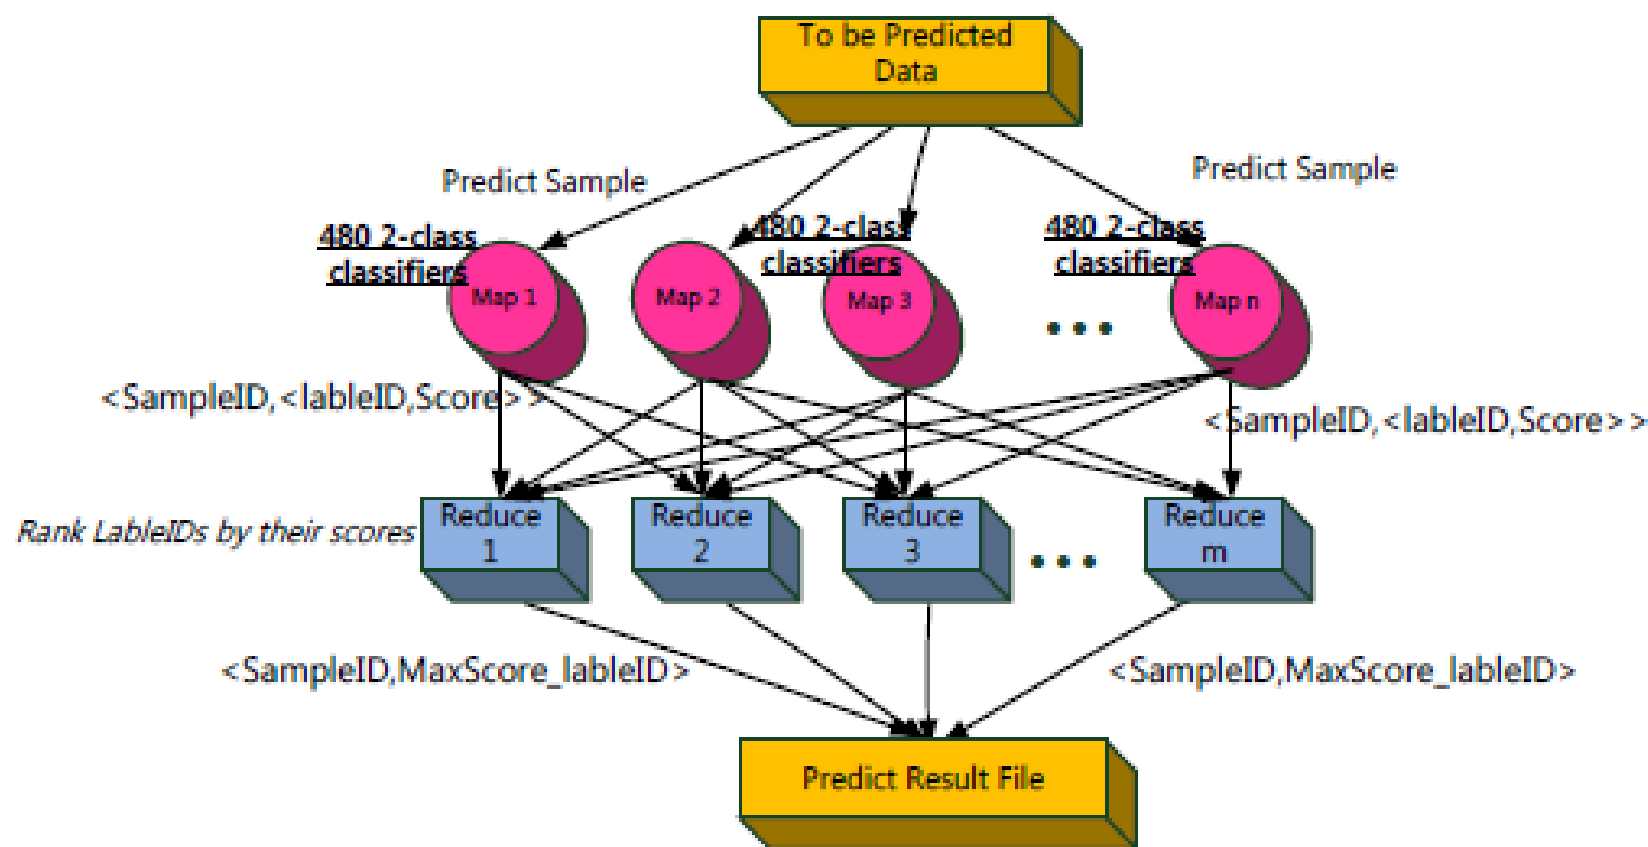 To be Predicted
Data
Predict Sample
Predict Sample
480 2-class
classifiers
480 2-class
classifiers
480 2-class
classifiers
Map 1
Map 2
Map 3
Map n
<SampleID,<lableID,Score>>
<SampleID,<lableID,Score>>
Rank LableIDs by their scores
Reduce
1
Reduce
2
Reduce
3
Reduce
m
<SampleID,MaxScore_lableID>
<SampleID,MaxScore_lableID>
Predict Result File